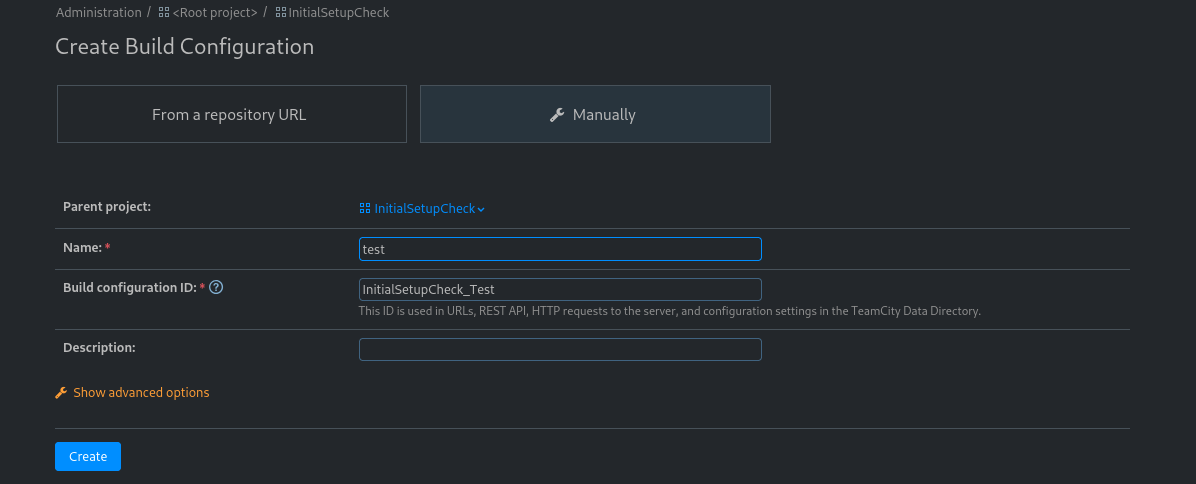 Administration / <Root project> / InitialSetupCheck
Create Build Configuration
From a repository URL
Manually
Parent project: InitialSetupCheck
Name: * test
Build configuration ID: * ? InitialSetupCheck_Test
This ID is used in URLs, REST API, HTTP requests to the server, and configuration settings in the TeamCity Data Directory.
Description:
Show advanced options
Create